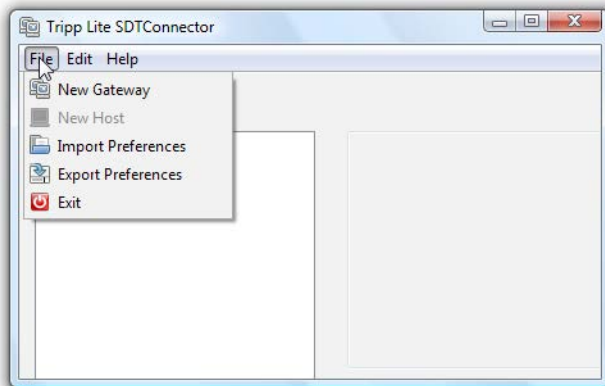 Tripp Lite SDTConnector
File Edit Help
New Gateway
New Host
Import Preferences
Export Preferences
Exit